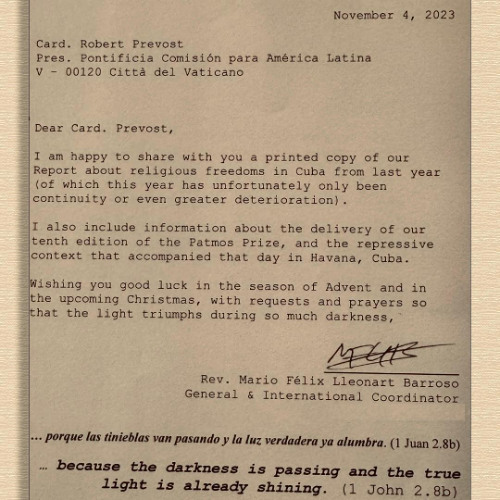 November 4, 2023
Card. Robert Prevost
Pres. Pontificia Comisión para América Latina
V - 00120 Città del Vaticano
Dear Card. Prevost,
I am happy to share with you a printed copy of our
Report about religious freedoms in Cuba from last year
(of which this year has unfortunately only been
continuity or even greater deterioration).
I also include information about the delivery of our
tenth edition of the Patmos Prize, and the repressive
context that accompanied that day in Havana, Cuba.
Wishing you good luck in the season of Advent and in
the upcoming Christmas, with requests and prayers so
that the light triumphs during so much darkness,
Rev. Mario Félix Lleonart Barroso
General & International Coordinator
... porque las tinieblas van pasando y la luz verdadera ya alumbra. (1 Juan 2.8b)
… because the darkness is passing and the true
light is already shining. (1 John 2.8b)